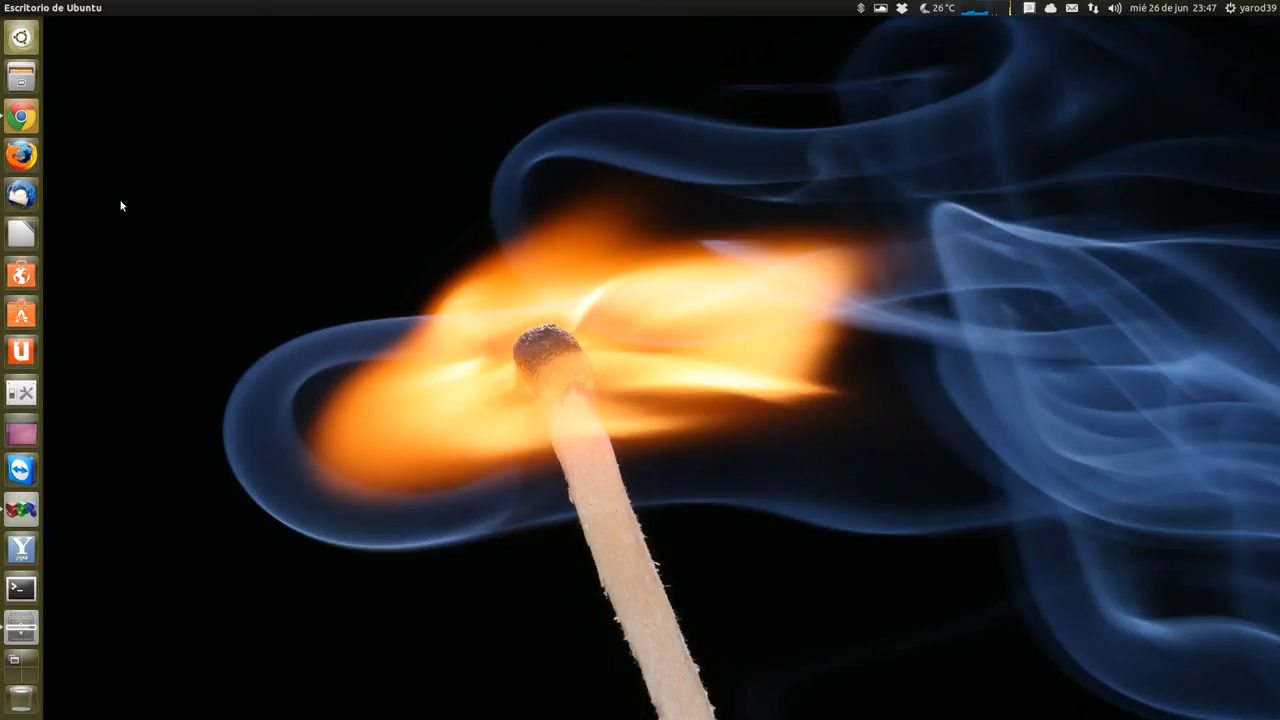 Escritorio de Ubuntu
26 °C
mié 26 de jun 23:47
yarod39